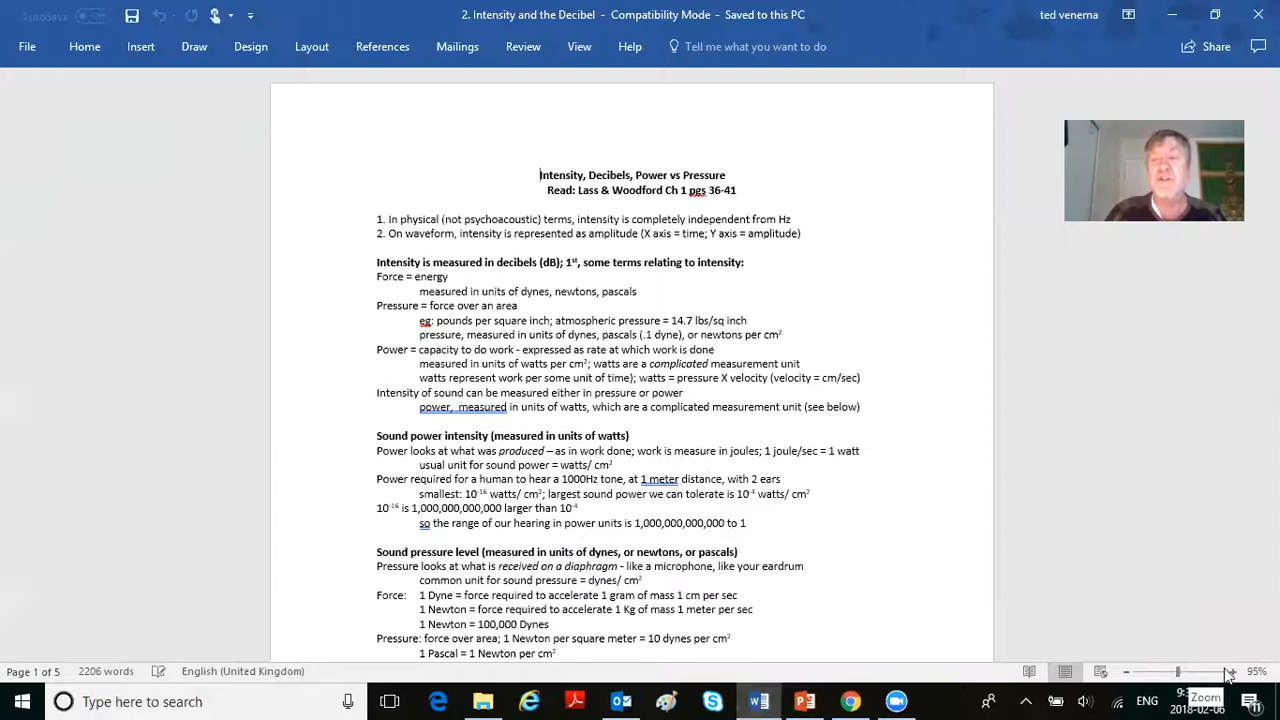 AutoSave
2. Intensity and the Decibel - Compatibility Mode - Saved to this PC
ted venema
File Home Insert Draw Design Layout References Mailings Review View Help Tell me what you want to do Share
Intensity, Decibels, Power vs Pressure
Read: Lass & Woodford Ch 1 pgs 36-41
1. In physical (not psychoacoustic) terms, intensity is completely independent from Hz
2. On waveform, intensity is represented as amplitude (X axis = time; Y axis = amplitude)
Intensity is measured in decibels (dB); 1st, some terms relating to intensity:
Force = energy
measured in units of dynes, newtons, pascals
Pressure = force over an area
eg: pounds per square inch; atmospheric pressure = 14.7 lbs/sq inch
pressure, measured in units of dynes, pascals (.1 dyne), or newtons per cm2
Power = capacity to do work - expressed as rate at which work is done
measured in units of watts per cm2; watts are a complicated measurement unit
watts represent work per some unit of time); watts = pressure X velocity (velocity = cm/sec)
Intensity of sound can be measured either in pressure or power
power, measured in units of watts, which are a complicated measurement unit (see below)
Sound power intensity (measured in units of watts)
Power looks at what was produced – as in work done; work is measure in joules; 1 joule/sec = 1 watt
usual unit for sound power = watts/ cm2
Power required for a human to hear a 1000Hz tone, at 1 meter distance, with 2 ears
smallest: 10-16 watts/ cm2; largest sound power we can tolerate is 10-4 watts/ cm2
10-16 is 1,000,000,000,000 larger than 10-4
so the range of our hearing in power units is 1,000,000,000,000 to 1
Sound pressure level (measured in units of dynes, or newtons, or pascals)
Pressure looks at what is received on a diaphragm - like a microphone, like your eardrum
common unit for sound pressure = dynes/ cm2
Force: 1 Dyne = force required to accelerate 1 gram of mass 1 cm per sec
1 Newton = force required to accelerate 1 Kg of mass 1 meter per sec
1 Newton = 100,000 Dynes
Pressure: force over area; 1 Newton per square meter = 10 dynes per cm2
1 Pascal = 1 Newton per cm2
Page 1 of 5 2206 words English (United Kingdom) 95%
Zoom
Type here to search
ENG
2018-02-06
11